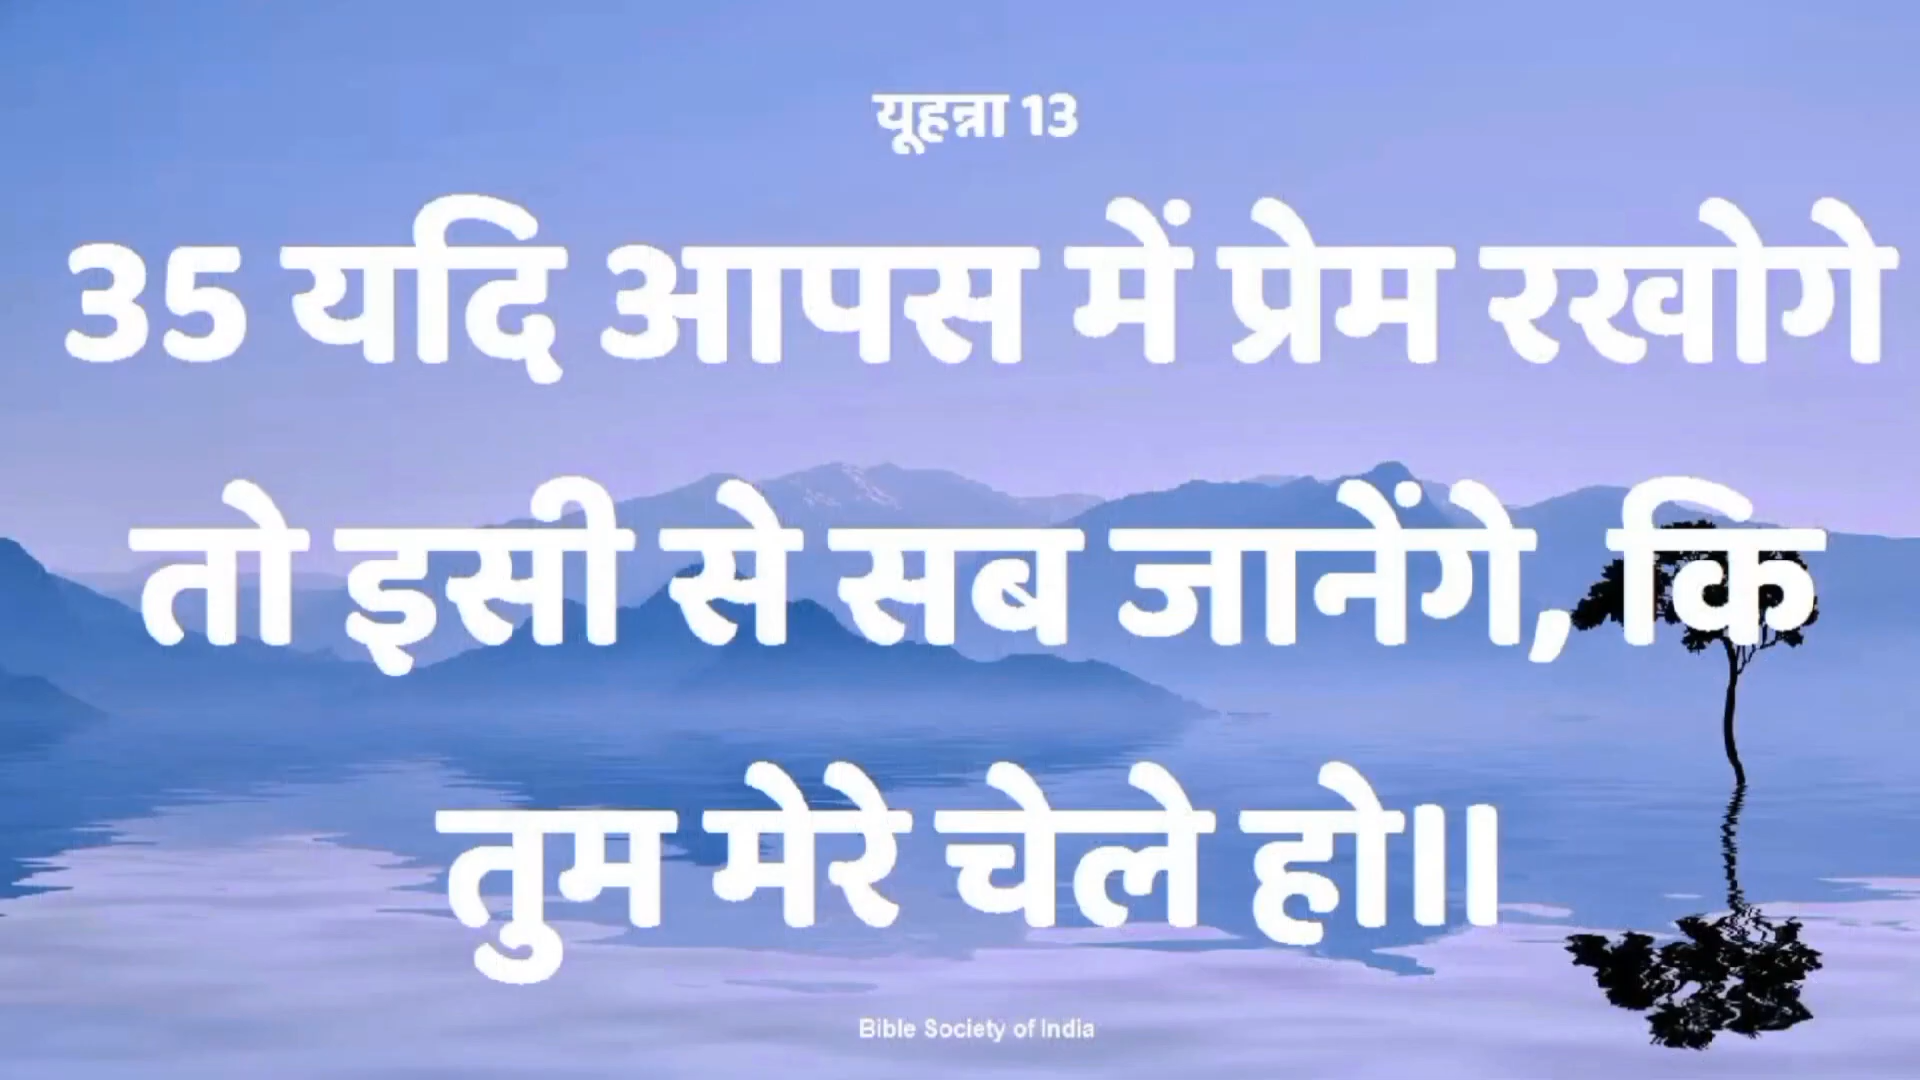 यूहन्ना 13
35 यदि आपस में प्रेम रखोगे
तो इसी से सब जानेंगे, कि
तुम मेरे चेले हो॥
Bible Society of India